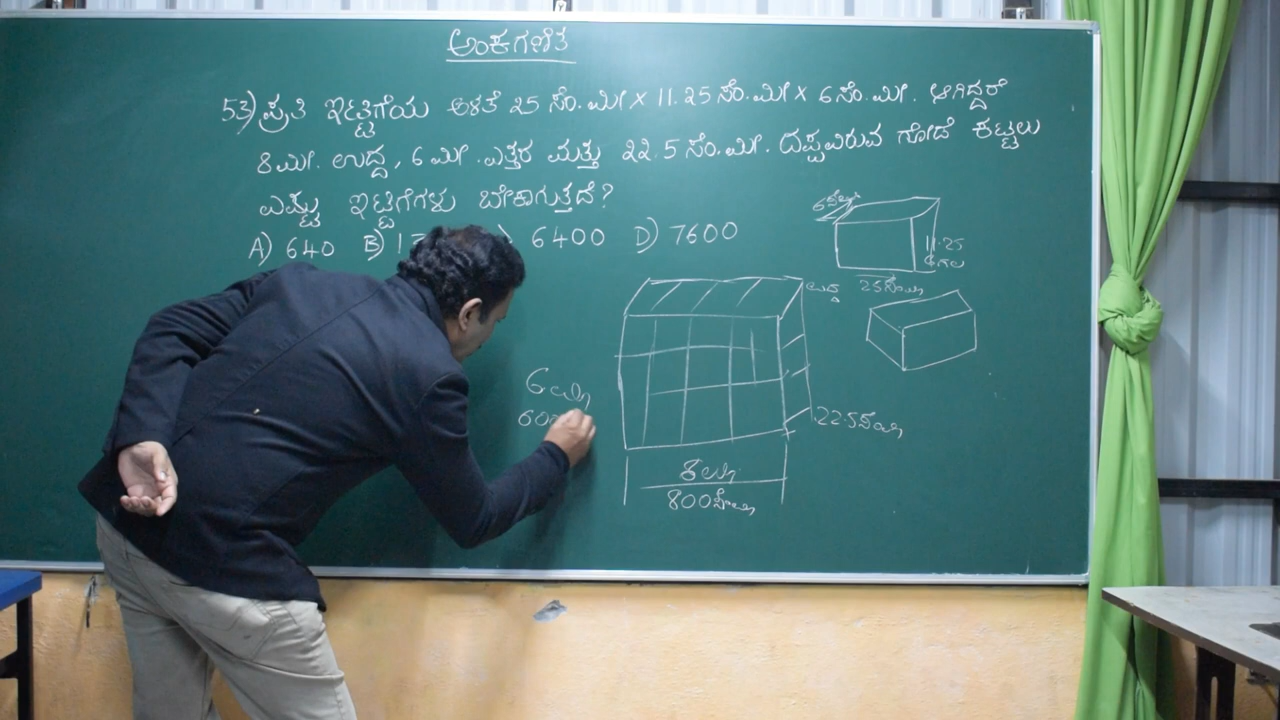 ಅಂಕಗಣಿತ
53) ಪ್ರತಿ ಇಟ್ಟಿಗೆಯ ಅಳತೆ 25 ಸೆಂ.ಮೀ x 11.25 ಸೆಂ.ಮೀ x 6 ಸೆಂ.ಮೀ. ಆಗಿದ್ದರೆ
8 ಮೀ. ಉದ್ದ, 6 ಮೀ. ಎತ್ತರ ಮತ್ತು 22.5 ಸೆಂ.ಮೀ. ದಪ್ಪವಿರುವ ಗೋಡೆ ಕಟ್ಟಲು
ಎಷ್ಟು ಇಟ್ಟಿಗೆಗಳು ಬೇಕಾಗುತ್ತದೆ?
A) 640 B) 6400 D) 7600
11.25
ಅಗಲ
25 ಸೆಂಮೀ
ಉದ್ದ
6 ಮೀ
60
22.5 ಸೆಂಮೀ
8 ಮೀ
800 ಸೆಂಮೀ